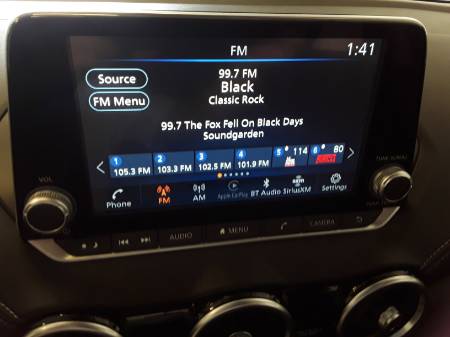 FM
1:41
Source
FM Menu
99.7 FM
Black
Classic Rock
99.7 The Fox Fell On Black Days
Soundgarden
1 105.3 FM
2 103.3 FM
3 102.5 FM
4 101.9 FM
5 114
6 80
Phone
FM
AM
Apple CarPlay
BT Audio
SiriusXM
Settings
VOL
AUDIO
MENU
CAMERA